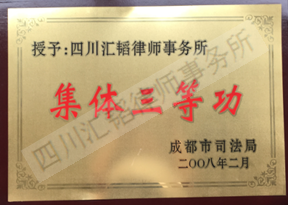 授予:四川汇韬律师事务所
集体三等功
成都市司法局
二〇〇八年二月
四川汇韬律师事务所